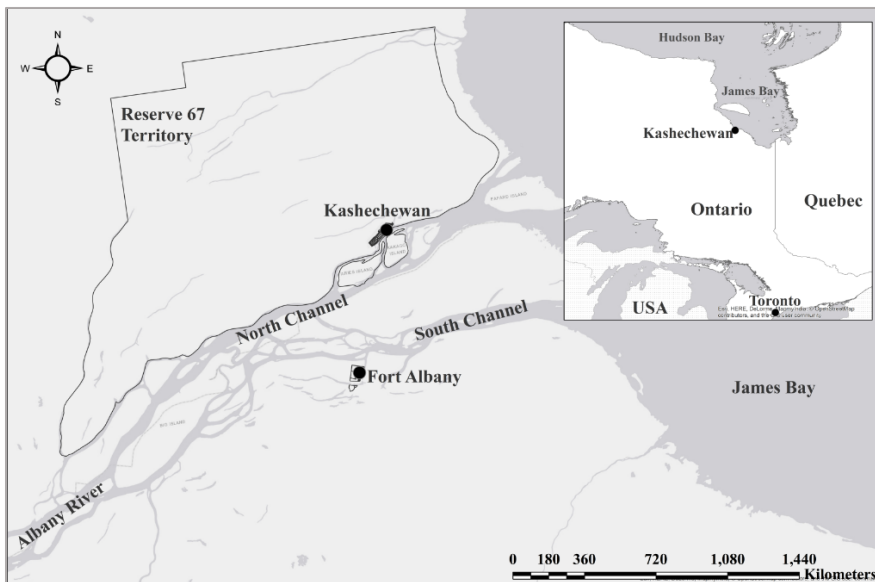 N
W E
S
Reserve 67
Territory
Kashechewan
North Channel
South Channel
Fort Albany
Albany River
James Bay
Hudson Bay
James Bay
Kashechewan
Ontario
Quebec
USA
Toronto
0 180 360 720 1,080 1,440
Kilometers